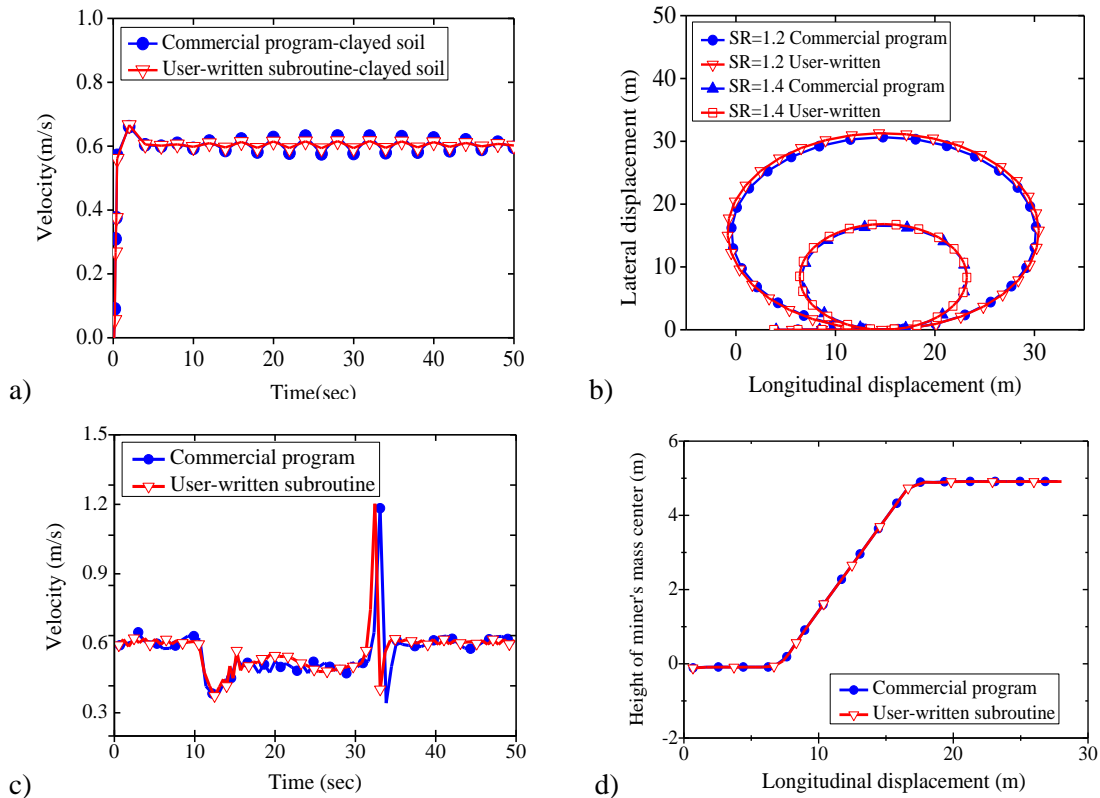 1.0
0.8
0.6
0.4
0.2
0.0
Velocity(m/s)
Commercial program-clayed soil
User-written subroutine-clayed soil
0 10 20 30 40 50
Time(sec)
a)
50
40
30
20
10
0
Lateral displacement (m)
SR=1.2 Commercial program
SR=1.2 User-written
SR=1.4 Commercial program
SR=1.4 User-written
0 10 20 30
Longitudinal displacement (m)
b)
1.5
1.2
0.9
0.6
0.3
Velocity (m/s)
Commercial program
User-written subroutine
0 10 20 30 40 50
Time (sec)
c)
6
4
2
0
-2
Height of miner's mass center (m)
Commercial program
User-written subroutine
0 10 20 30
Longitudinal displacement (m)
d)